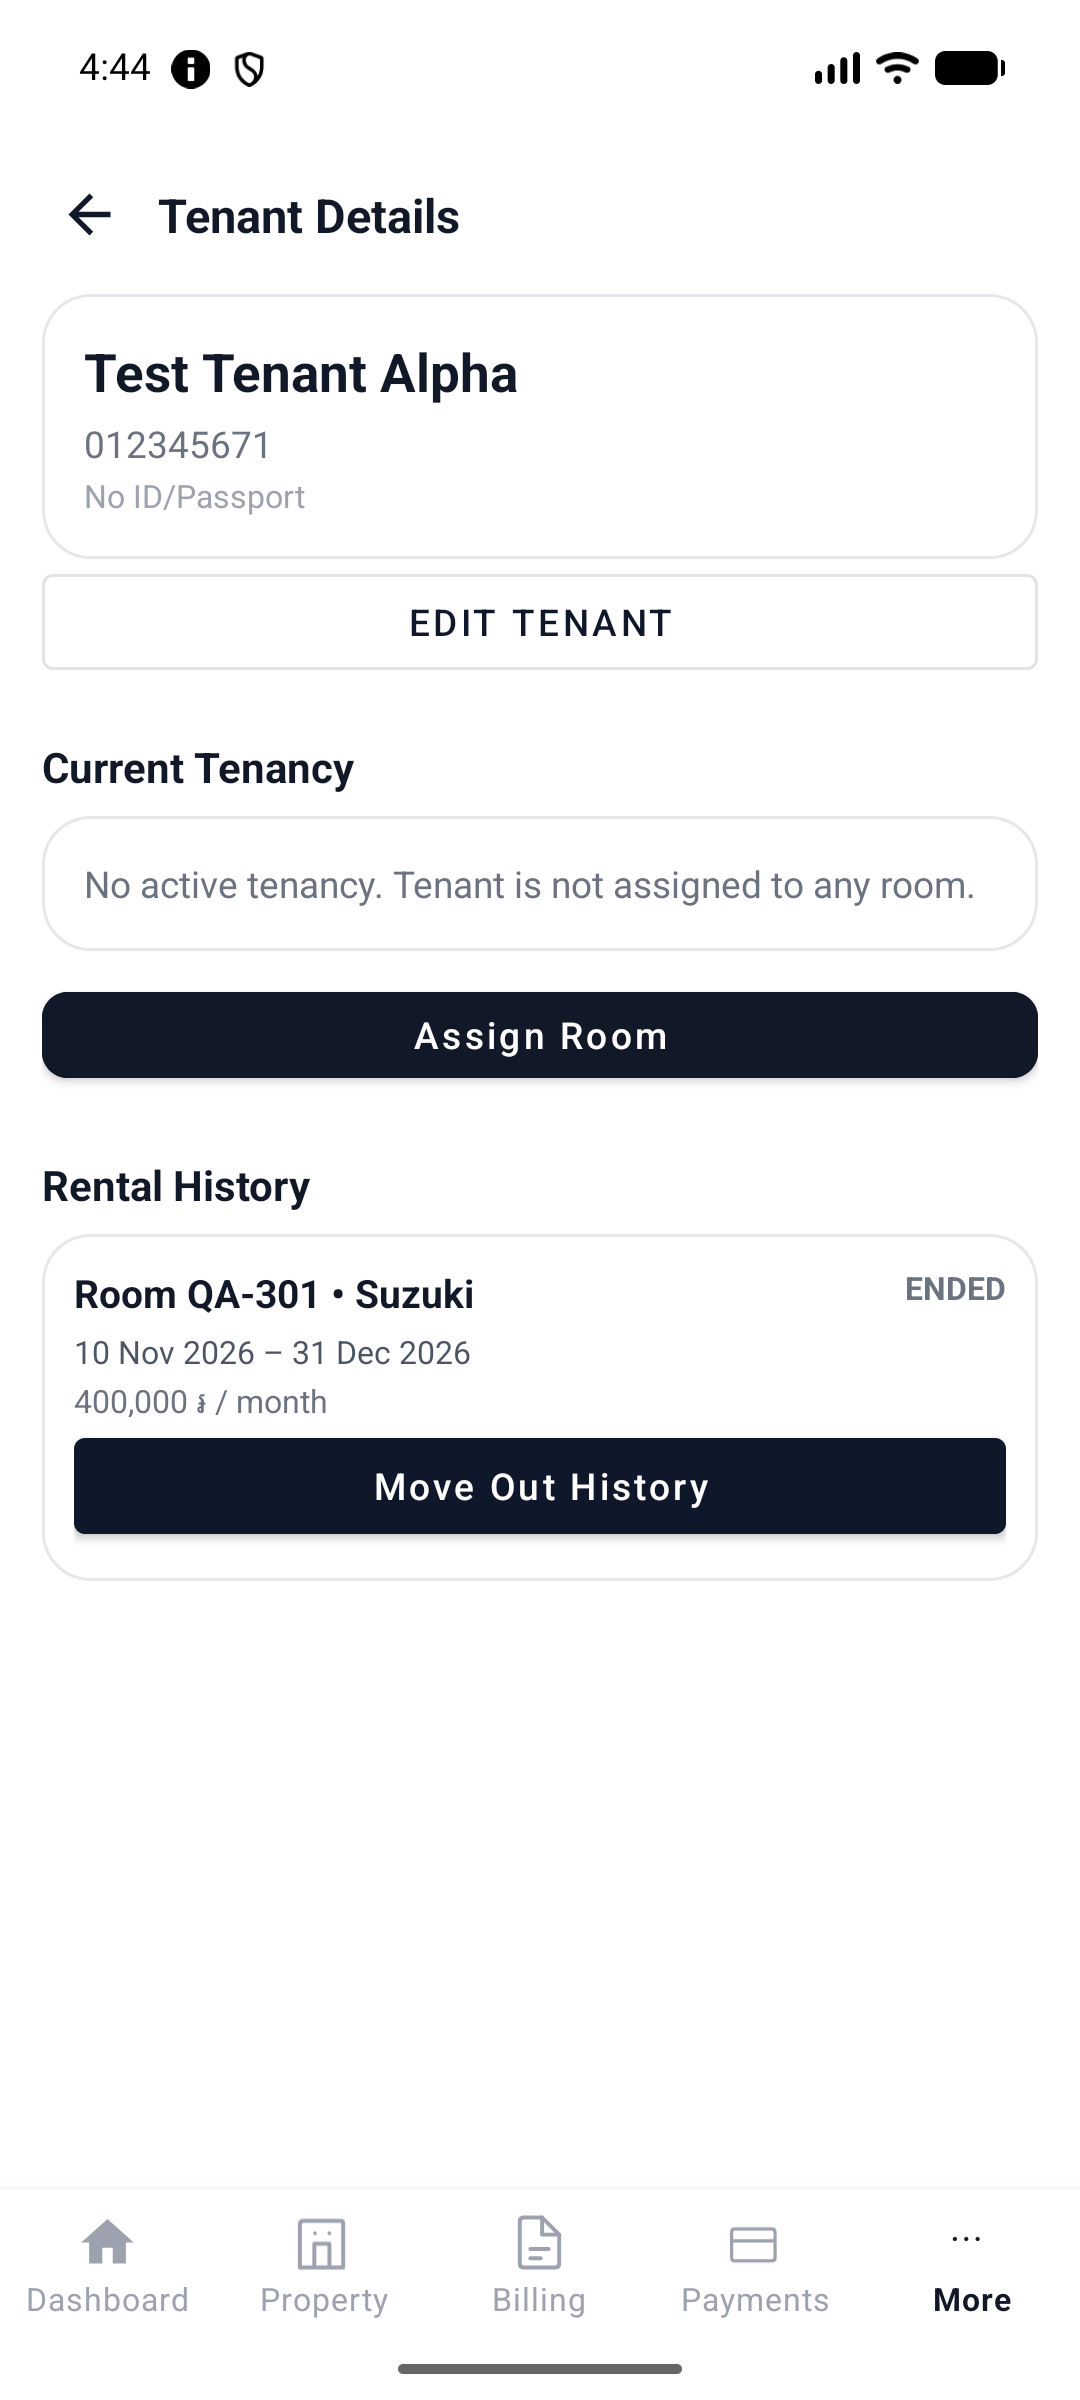 4:44
Tenant Details
Test Tenant Alpha
012345671
No ID/Passport
EDIT TENANT
Current Tenancy
No active tenancy. Tenant is not assigned to any room.
Assign Room
Rental History
Room QA-301 • Suzuki
ENDED
10 Nov 2026 – 31 Dec 2026
400,000 ៛ / month
Move Out History
Dashboard
Property
Billing
Payments
More